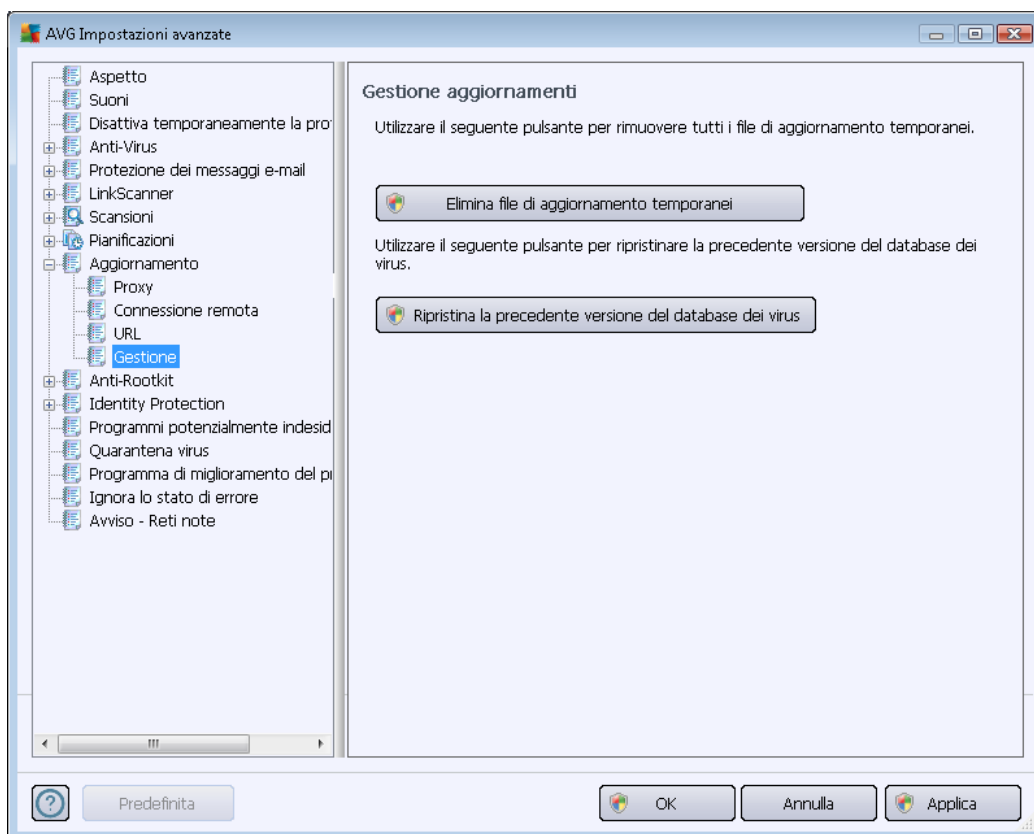 AVG Impostazioni avanzate
Aspetto
Suoni
Disattiva temporaneamente la pro
Anti-Virus
Protezione dei messaggi e-mail
LinkScanner
Scansioni
Pianificazioni
Aggiornamento
Proxy
Connessione remota
URL
Gestione
Anti-Rootkit
Identity Protection
Programmi potenzialmente indesid
Quarantena virus
Programma di miglioramento del pr
Ignora lo stato di errore
Avviso - Reti note
Gestione aggiornamenti
Utilizzare il seguente pulsante per rimuovere tutti i file di aggiornamento temporanei.
Elimina file di aggiornamento temporanei
Utilizzare il seguente pulsante per ripristinare la precedente versione del database dei
virus.
Ripristina la precedente versione del database dei virus
Predefinita
OK
Annulla
Applica